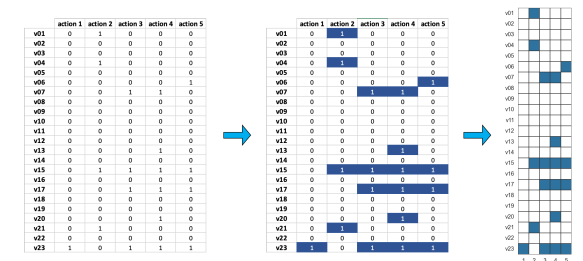 action 1 action 2 action 3 action 4 action 5
v01 0 1 0 0 0
v02 0 0 0 0 0
v03 0 0 0 0 0
v04 0 1 0 0 0
v05 0 0 0 0 0
v06 0 0 0 0 1
v07 0 0 1 1 0
v08 0 0 0 0 0
v09 0 0 0 0 0
v10 0 0 0 0 0
v11 0 0 0 0 0
v12 0 0 0 0 0
v13 0 0 0 1 0
v14 0 0 0 0 0
v15 0 1 1 1 1
v16 0 0 0 0 0
v17 0 0 1 1 1
v18 0 0 0 0 0
v19 0 0 0 0 0
v20 0 0 0 1 0
v21 0 1 0 0 0
v22 0 0 0 0 0
v23 1 0 1 1 1
action 1 action 2 action 3 action 4 action 5
v01 0 1 0 0 0
v02 0 0 0 0 0
v03 0 0 0 0 0
v04 0 1 0 0 0
v05 0 0 0 0 0
v06 0 0 0 0 1
v07 0 0 1 1 0
v08 0 0 0 0 0
v09 0 0 0 0 0
v10 0 0 0 0 0
v11 0 0 0 0 0
v12 0 0 0 0 0
v13 0 0 0 1 0
v14 0 0 0 0 0
v15 0 1 1 1 1
v16 0 0 0 0 0
v17 0 0 1 1 1
v18 0 0 0 0 0
v19 0 0 0 0 0
v20 0 0 0 1 0
v21 0 1 0 0 0
v22 0 0 0 0 0
v23 1 0 1 1 1
v01
v02
v03
v04
v05
v06
v07
v08
v09
v10
v11
v12
v13
v14
v15
v16
v17
v18
v19
v20
v21
v22
v23
1 2 3 4 5